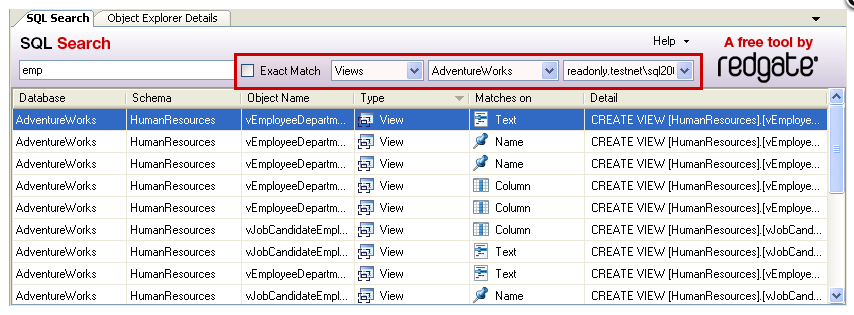 SQL Search Object Explorer Details
SQL Search Help A free tool by
emp Exact Match Views AdventureWorks readonly.testnet\sql20 redgate
Database Schema Object Name Type Matches on Detail
AdventureWorks HumanResources vEmployeeDepartm... View Text CREATE VIEW [HumanResources].[vEmploye...
AdventureWorks HumanResources vEmployeeDepartm... View Name CREATE VIEW [HumanResources].[vEmploye...
AdventureWorks HumanResources vEmployeeDepartm... View Name CREATE VIEW [HumanResources].[vEmploye...
AdventureWorks HumanResources vEmployeeDepartm... View Column CREATE VIEW [HumanResources].[vEmploye...
AdventureWorks HumanResources vEmployeeDepartm... View Column CREATE VIEW [HumanResources].[vEmploye...
AdventureWorks HumanResources vJobCandidateEmpl... View Column CREATE VIEW [HumanResources].[vJobCand...
AdventureWorks HumanResources vJobCandidateEmpl... View Text CREATE VIEW [HumanResources].[vJobCand...
AdventureWorks HumanResources vEmployeeDepartm... View Text CREATE VIEW [HumanResources].[vEmploye...
AdventureWorks HumanResources vJobCandidateEmpl... View Name CREATE VIEW [HumanResources].[vJobCand...